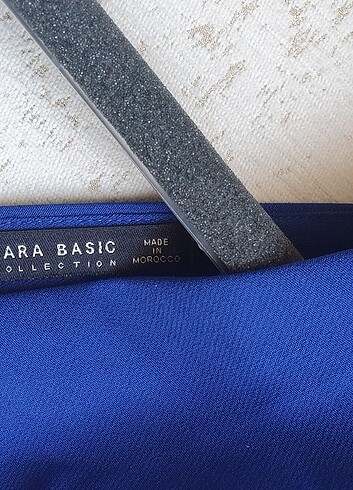 ARA BASIC
OLLECTION
MADE
IN
MOROCCO